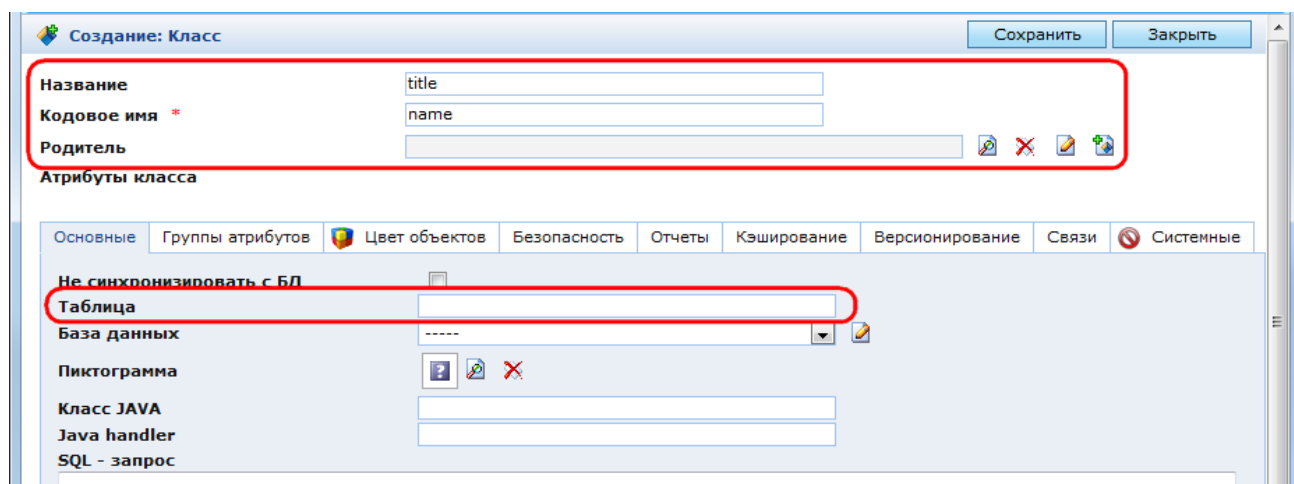 Создание: Класс Сохранить Закрыть
Название title
Кодовое имя * name
Родитель
Атрибуты класса
Основные Группы атрибутов Цвет объектов Безопасность Отчеты Кэширование Версионирование Связи Системные
Не синхронизировать с БД
Таблица
База данных -----
Пиктограмма ?
Класс JAVA
Java handler
SQL - запрос